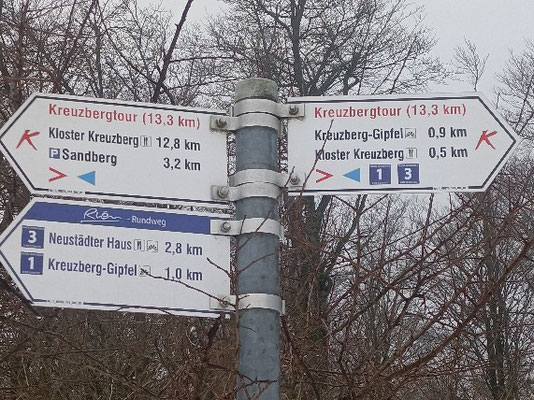 Kreuzbergtour (13,3 km)
Kloster Kreuzberg 12,8 km
P Sandberg 3,2 km
Kreuzbergtour (13,3 km)
Kreuzberg-Gipfel 0,9 km
Kloster Kreuzberg 0,5 km
1 3
Rhön - Rundweg
3 Neustädter Haus 2,8 km
1 Kreuzberg-Gipfel 1,0 km